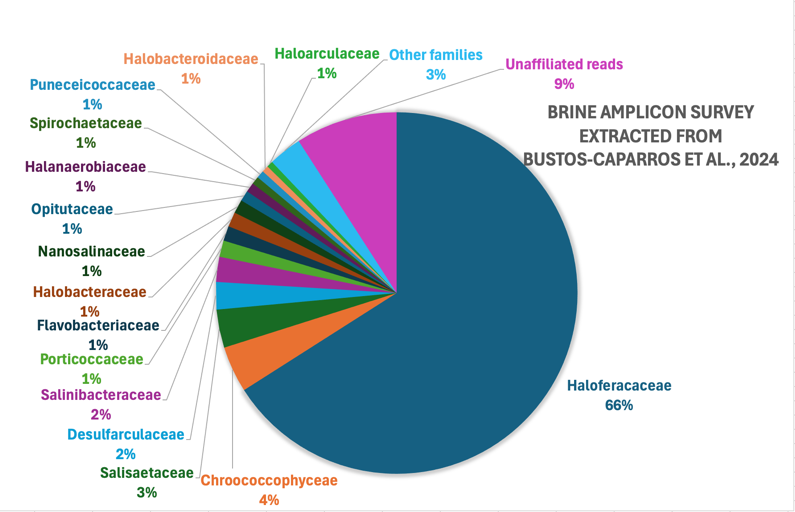 Halobacteroidaceae
1%
Haloarculaceae
1%
Other families
3%
Unaffiliated reads
9%
BRINE AMPLICON SURVEY
EXTRACTED FROM
BUSTOS-CAPARROS ET AL., 2024
Puneceicoccaceae
1%
Spirochaetaceae
1%
Halanaerobiaceae
1%
Opitutaceae
1%
Nanosalinaceae
1%
Halobacteraceae
1%
Flavobacteriaceae
1%
Porticoccaceae
1%
Salinibacteraceae
2%
Desulfarculaceae
2%
Salisaetaceae
3%
Chroococcophyceae
4%
Haloferacaceae
66%